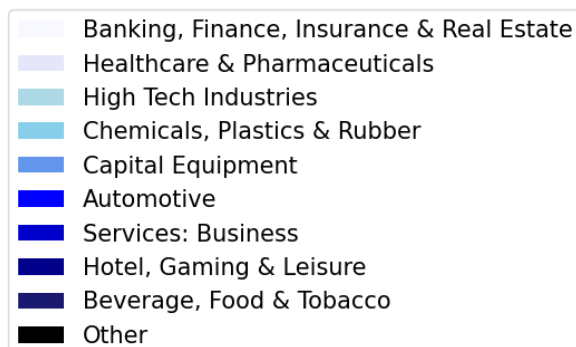 Banking, Finance, Insurance & Real Estate
Healthcare & Pharmaceuticals
High Tech Industries
Chemicals, Plastics & Rubber
Capital Equipment
Automotive
Services: Business
Hotel, Gaming & Leisure
Beverage, Food & Tobacco
Other